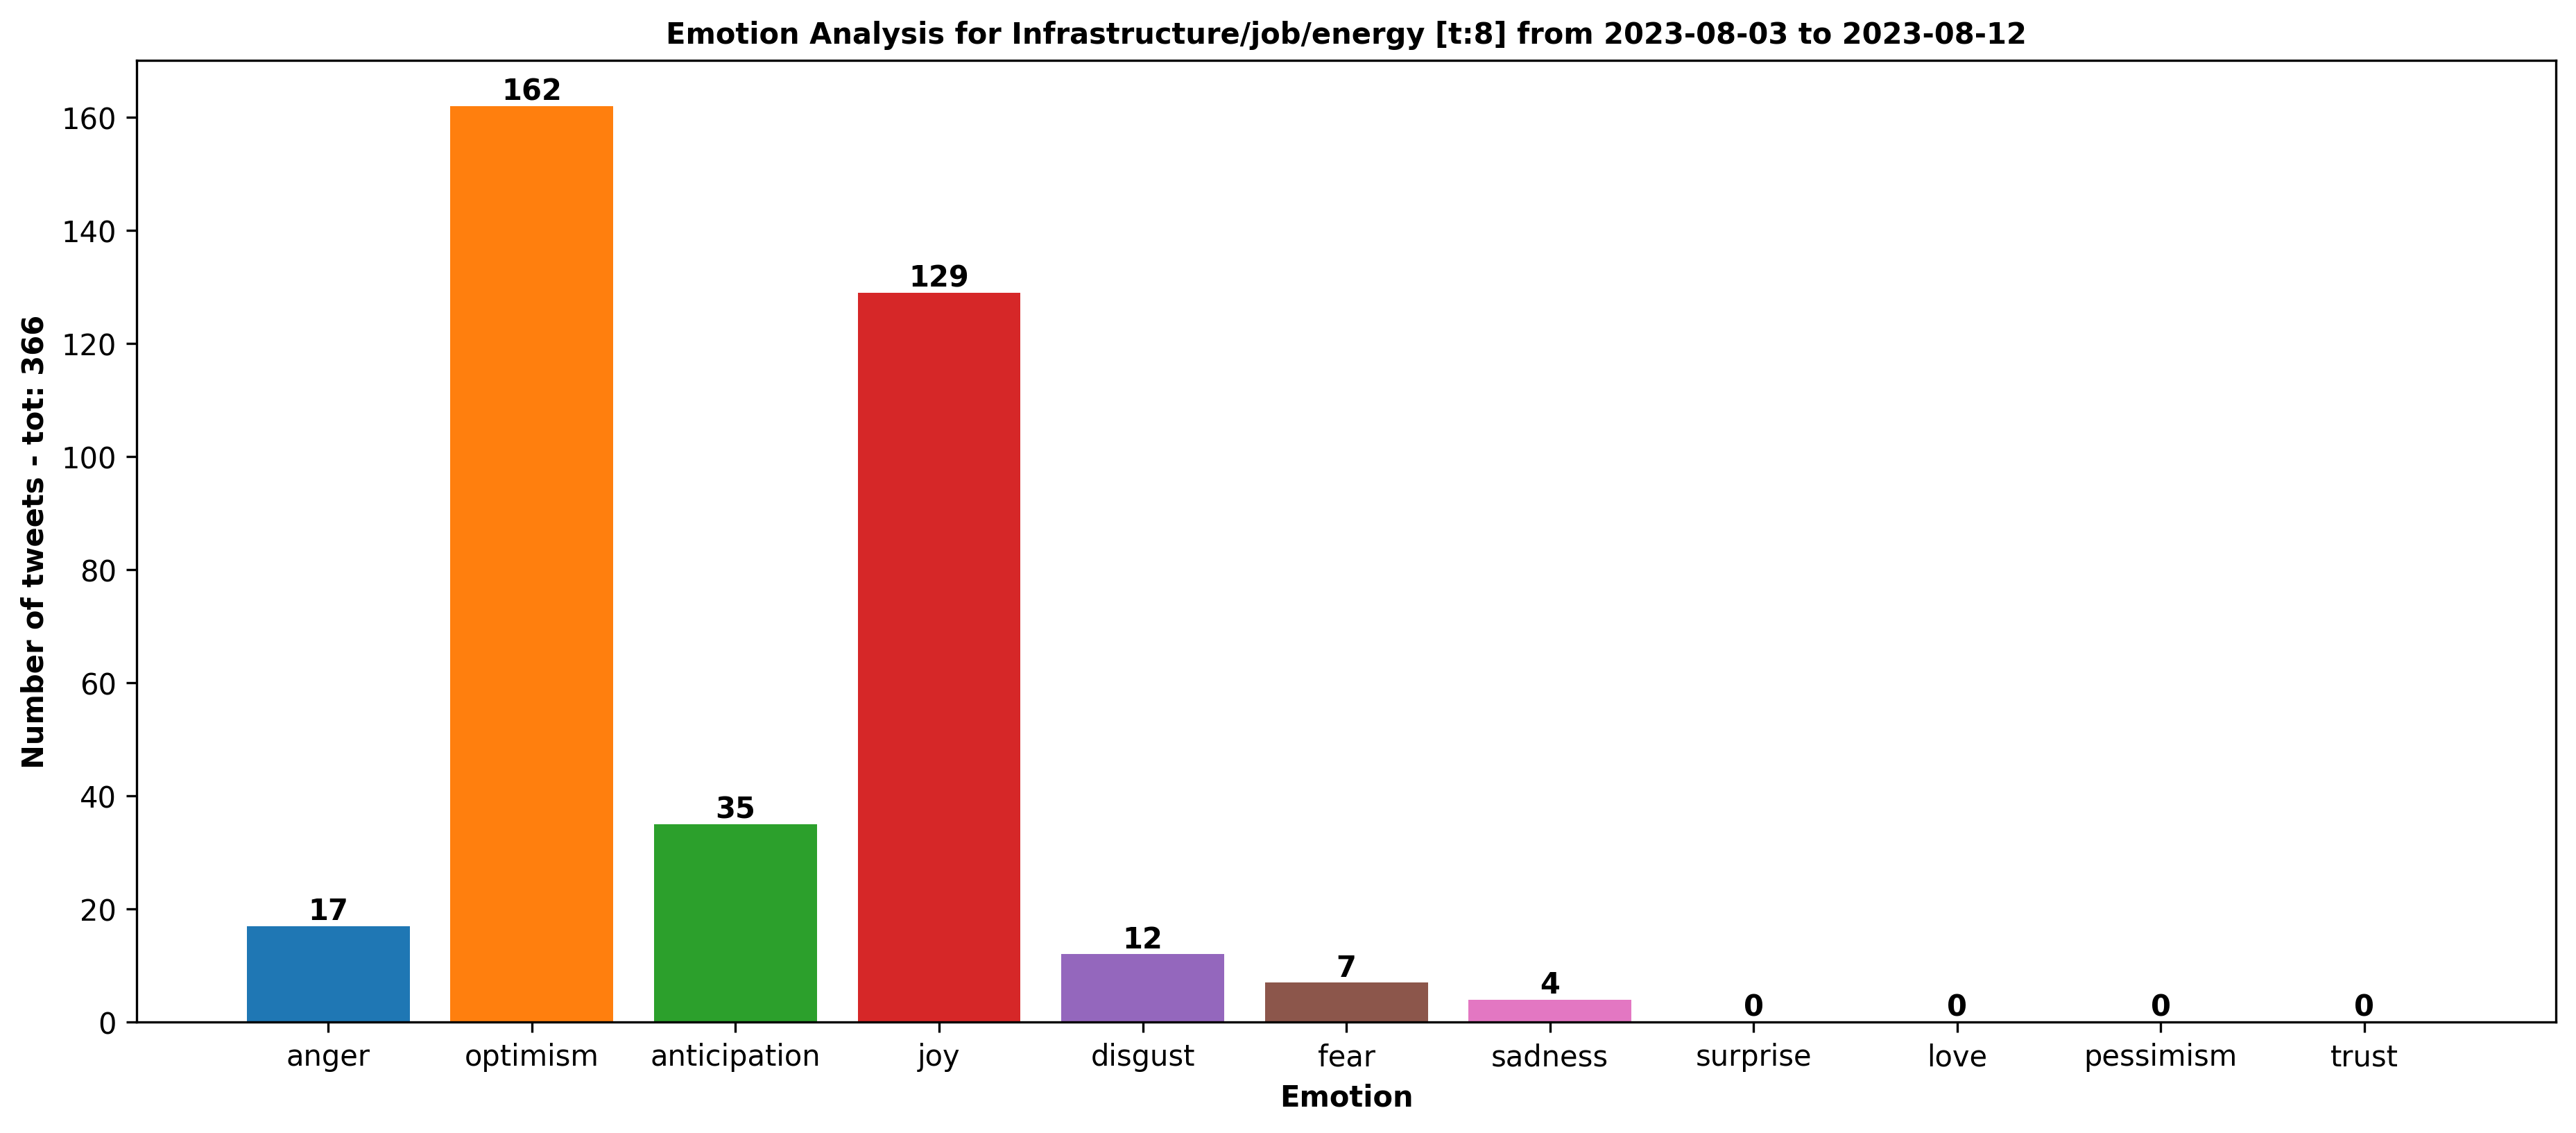 Emotion Analysis for Infrastructure/job/energy [t:8] from 2023-08-03 to 2023-08-12
Number of tweets - tot: 366
160
140
120
100
80
60
40
20
0
17
162
35
129
12
7
4
0
0
0
0
anger
optimism
anticipation
joy
disgust
fear
sadness
surprise
love
pessimism
trust
Emotion